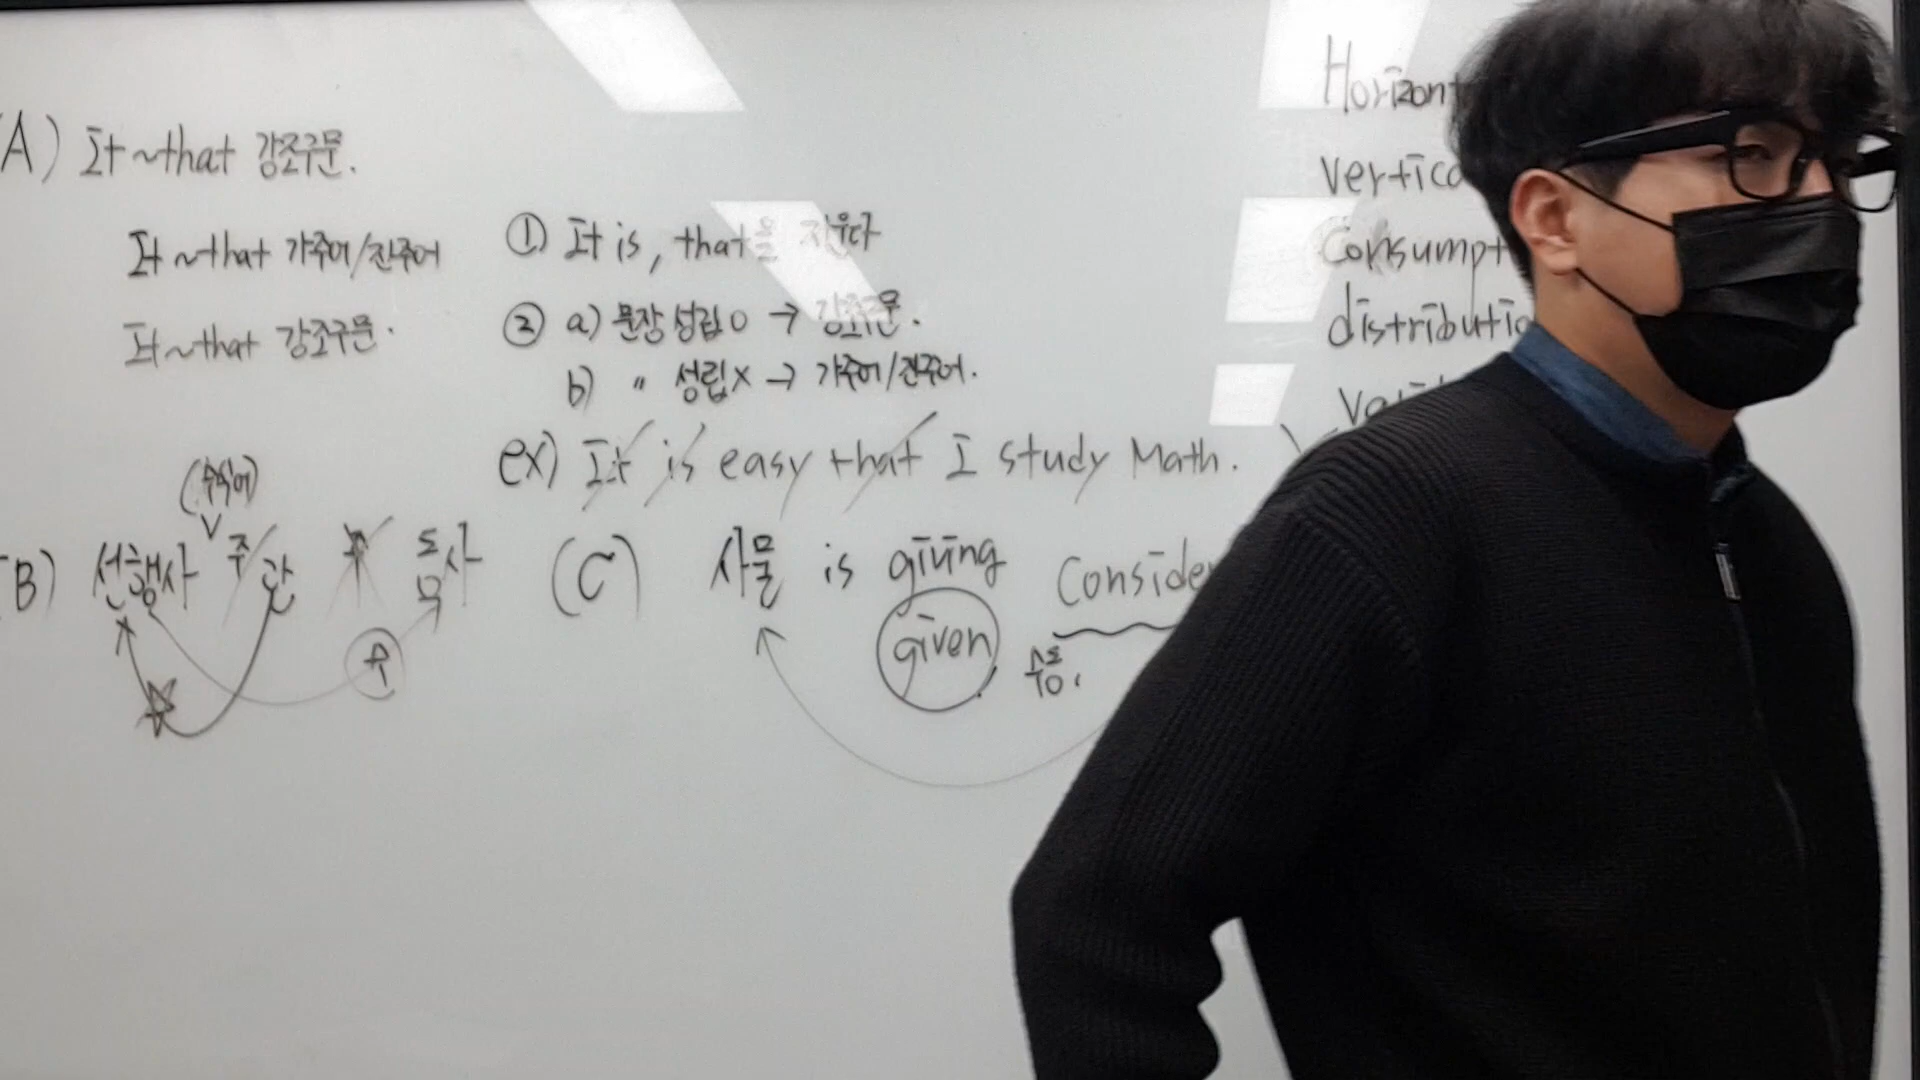 (A) It ~that 강조구문.
It ~that 가주어/진주어
It ~that 강조구문.
① It is, that을 지운다
② a) 문장성립 O → 강조구문.
b) 〃 성립 X → 가주어/진주어.
ex) It is easy that I study Math.
(수식어)
(B) 선행사 ∨ 주관 동사
(C) 사물 is giving
given.
수동.
Horizont
vertica
Consumpt
distributio